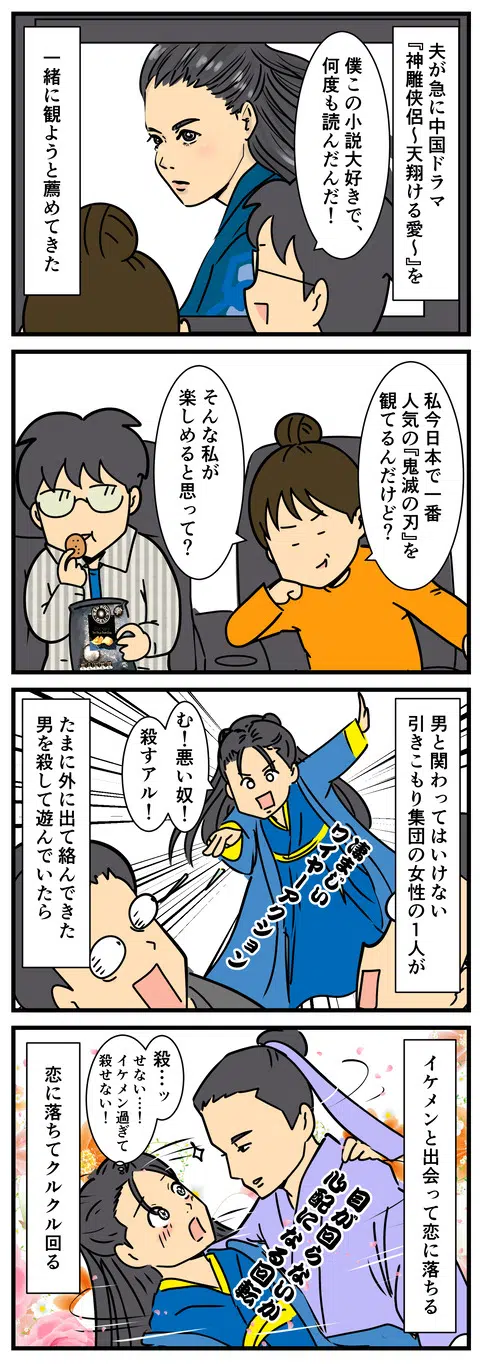 夫が急に中国ドラマ
『神雕侠侶～天翔ける愛～』を
僕この小説大好きで、
何度も読んだんだ！
一緒に観ようと薦めてきた
私今日本で一番
人気の『鬼滅の刃』を
観てるんだけど？
そんな私が
楽しめると思って？
男と関わってはいけない
引きこもり集団の女性の1人が
凄まじい
ワイヤーアクション
む！悪い奴！
殺すアル！
たまに外に出て絡んできた
男を殺して遊んでいたら
イケメンと出会って恋に落ちる
殺…ッ
せない…！
イケメン過ぎて
殺せない！
目が回らないか
心配になる回転
恋に落ちてクルクル回る